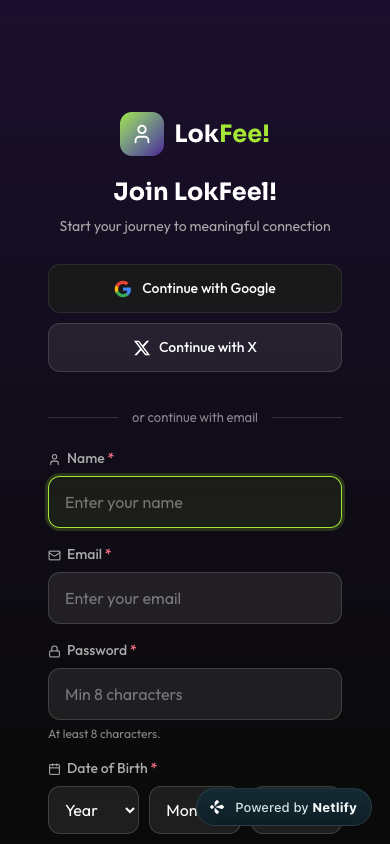 LokFee!
Join LokFeel!
Start your journey to meaningful connection
Continue with Google
Continue with X
or continue with email
Name *
Enter your name
Email *
Enter your email
Password *
Min 8 characters
At least 8 characters.
Date of Birth *
Year
Mon
Powered by Netlify